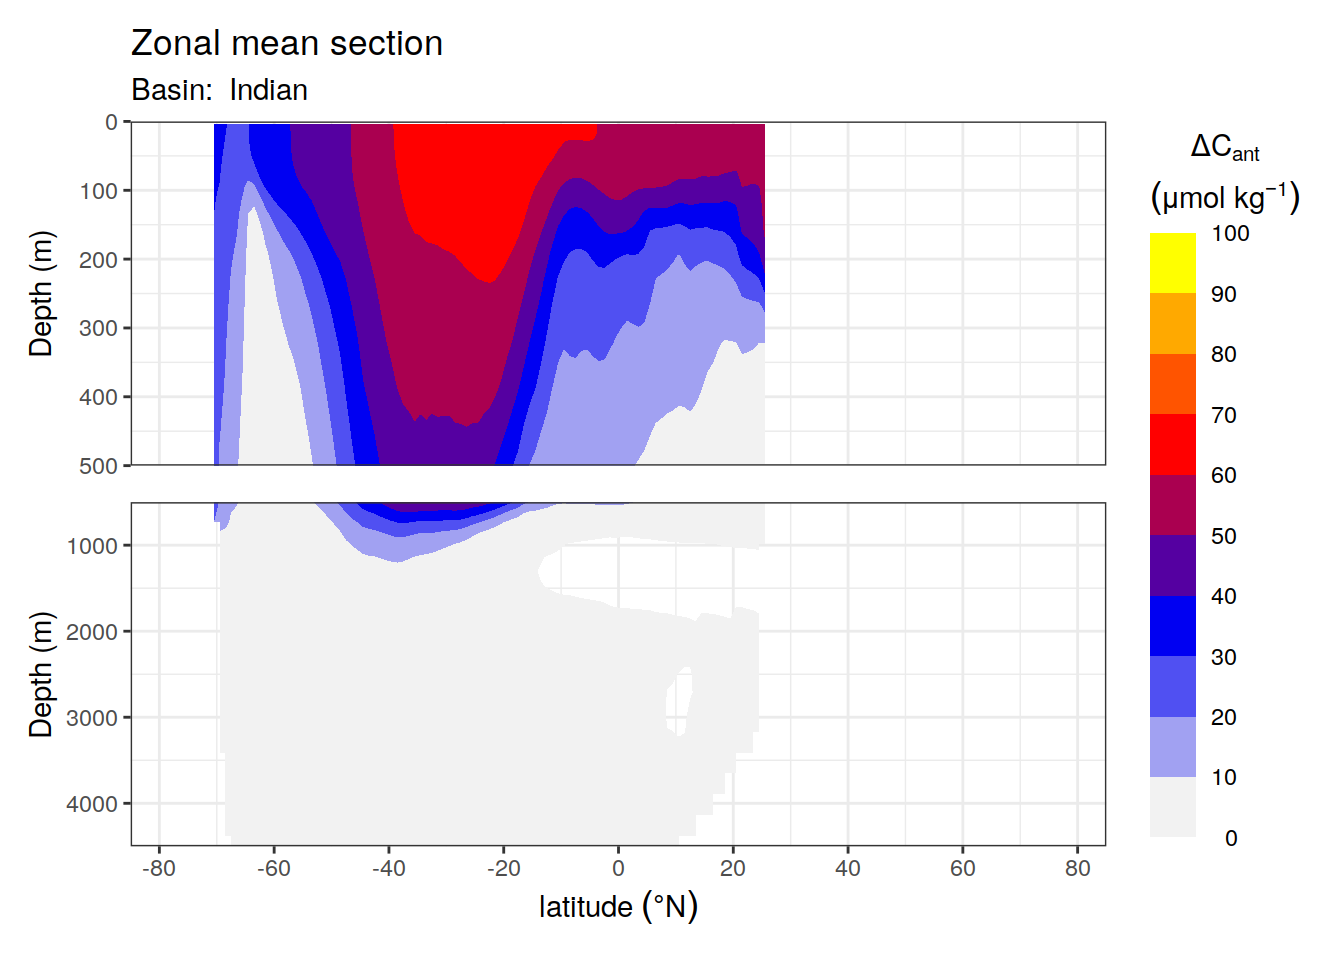 Zonal mean section
Basin:  Indian
Depth (m)
0
100
200
300
400
500
Depth (m)
1000
2000
3000
4000
-80 -60 -40 -20 0 20 40 60 80
latitude (°N)
ΔCant
(μmol kg⁻¹)
100
90
80
70
60
50
40
30
20
10
0